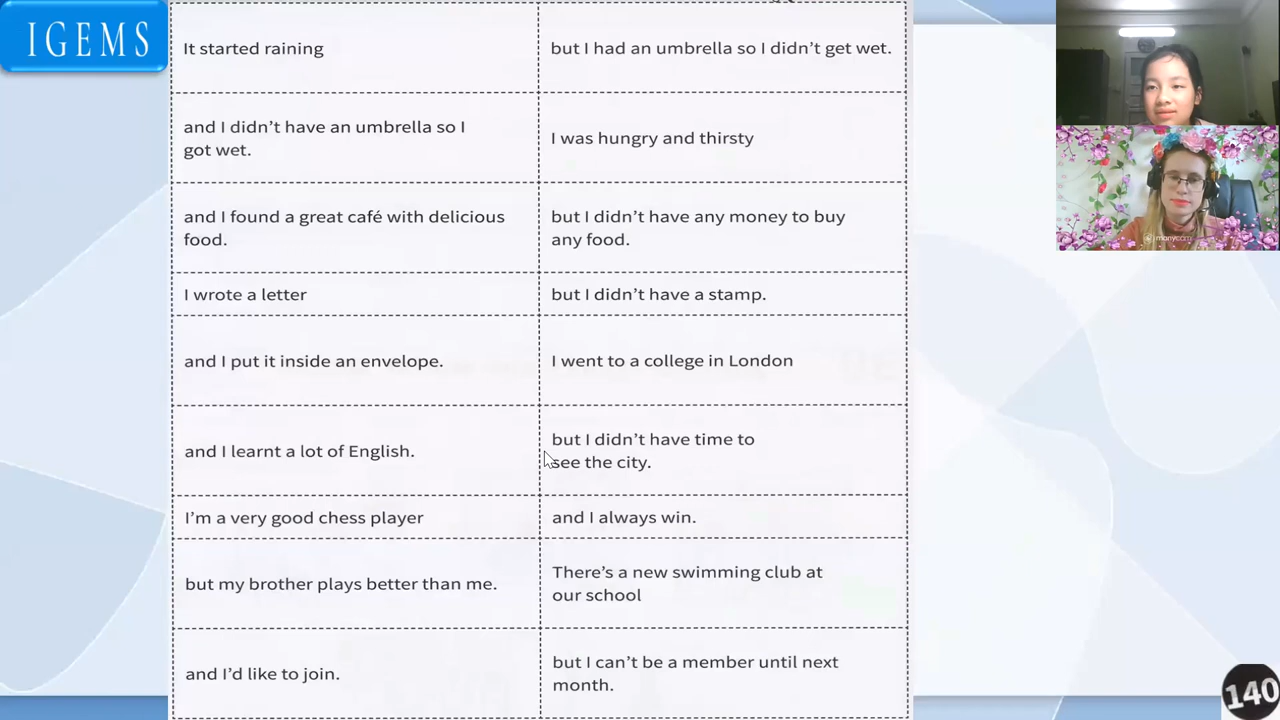 IGEMS
It started raining
but I had an umbrella so I didn’t get wet.
and I didn’t have an umbrella so I
got wet.
I was hungry and thirsty
and I found a great café with delicious
food.
but I didn’t have any money to buy
any food.
I wrote a letter
but I didn’t have a stamp.
and I put it inside an envelope.
I went to a college in London
and I learnt a lot of English.
but I didn’t have time to
see the city.
I’m a very good chess player
and I always win.
but my brother plays better than me.
There’s a new swimming club at
our school
and I’d like to join.
but I can’t be a member until next
month.
manycam
140